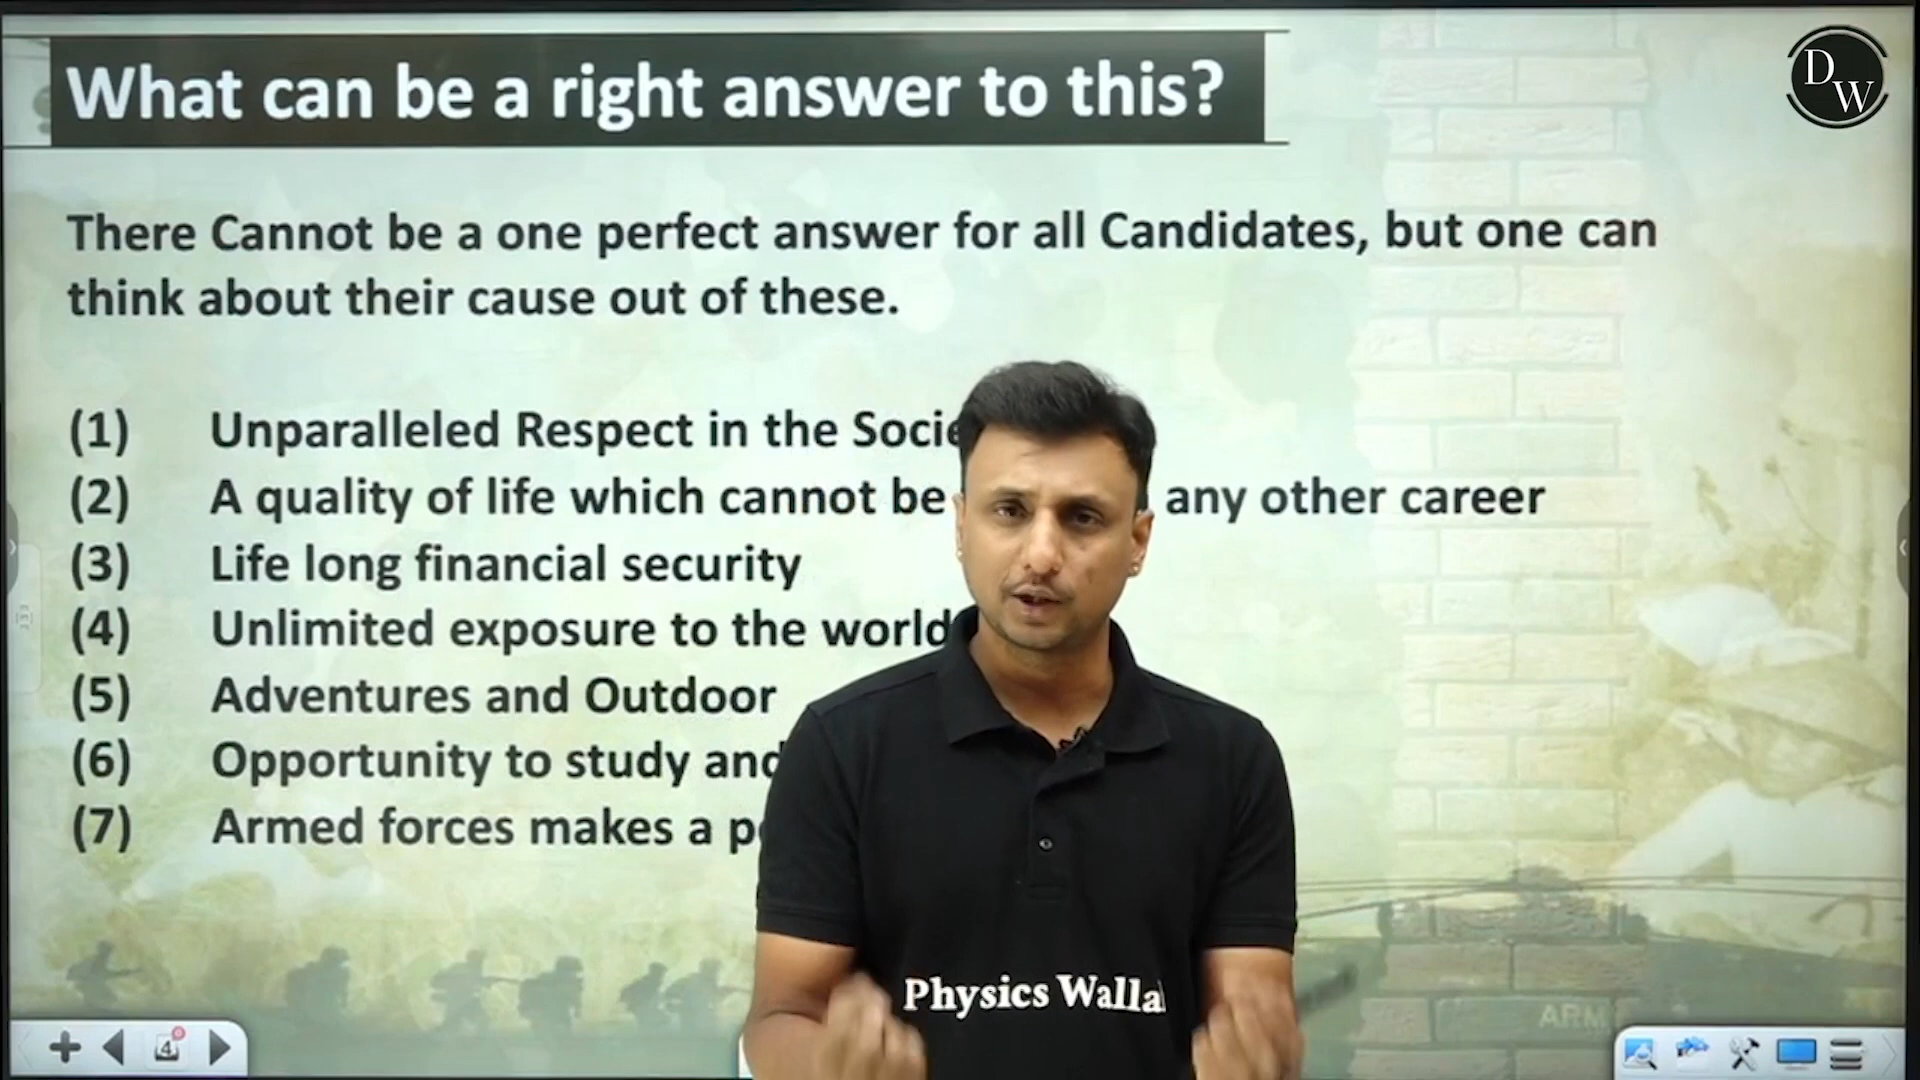 What can be a right answer to this?
D
W
There Cannot be a one perfect answer for all Candidates, but one can
think about their cause out of these.
(1) Unparalleled Respect in the
(2) A quality of life which cannot be any other career
(3) Life long financial security
(4) Unlimited exposure to the world
(5) Adventures and Outdoor
(6) Opportunity to study and
(7) Armed forces makes a
Physics
ARMY
4